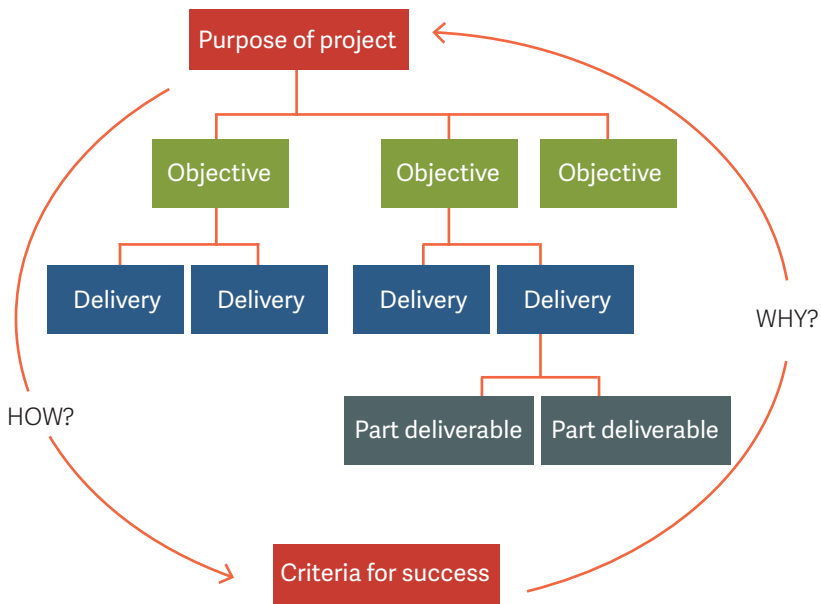 Purpose of project
Objective
Objective
Objective
Delivery
Delivery
Delivery
Delivery
WHY?
HOW?
Part deliverable
Part deliverable
Criteria for success